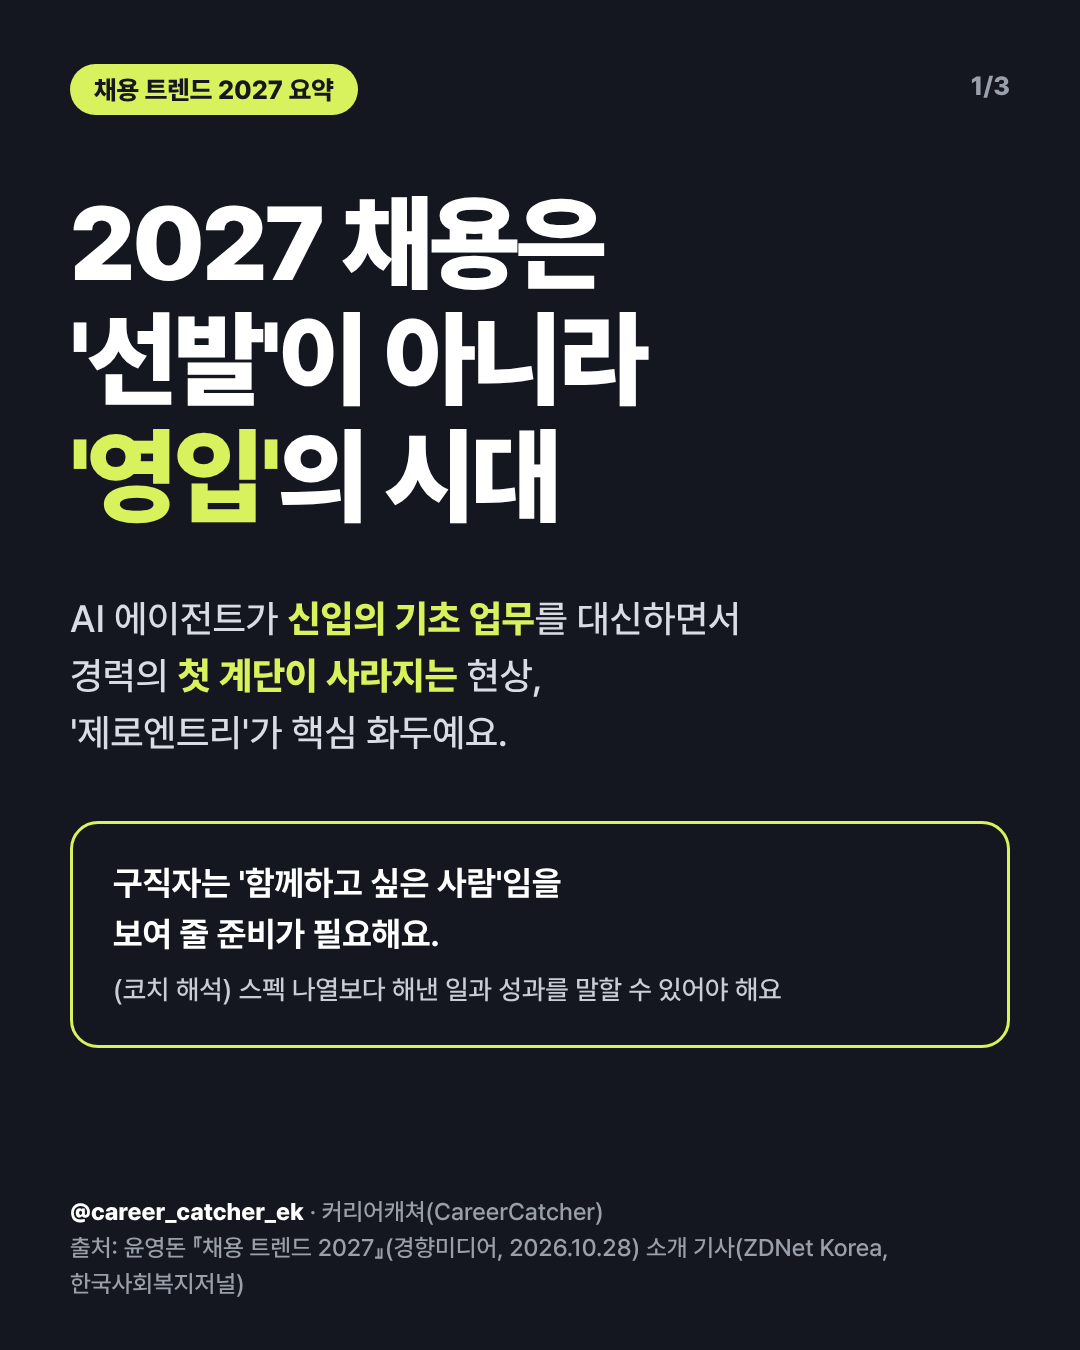 채용 트렌드 2027 요약
1/3
2027 채용은
'선발'이 아니라
'영입'의 시대
AI 에이전트가 신입의 기초 업무를 대신하면서
경력의 첫 계단이 사라지는 현상,
'제로엔트리'가 핵심 화두예요.
구직자는 '함께하고 싶은 사람'임을
보여 줄 준비가 필요해요.
(코치 해석) 스펙 나열보다 해낸 일과 성과를 말할 수 있어야 해요
@career_catcher_ek · 커리어캐쳐(CareerCatcher)
출처: 윤영돈 『채용 트렌드 2027』(경향미디어, 2026.10.28) 소개 기사(ZDNet Korea,
한국사회복지저널)